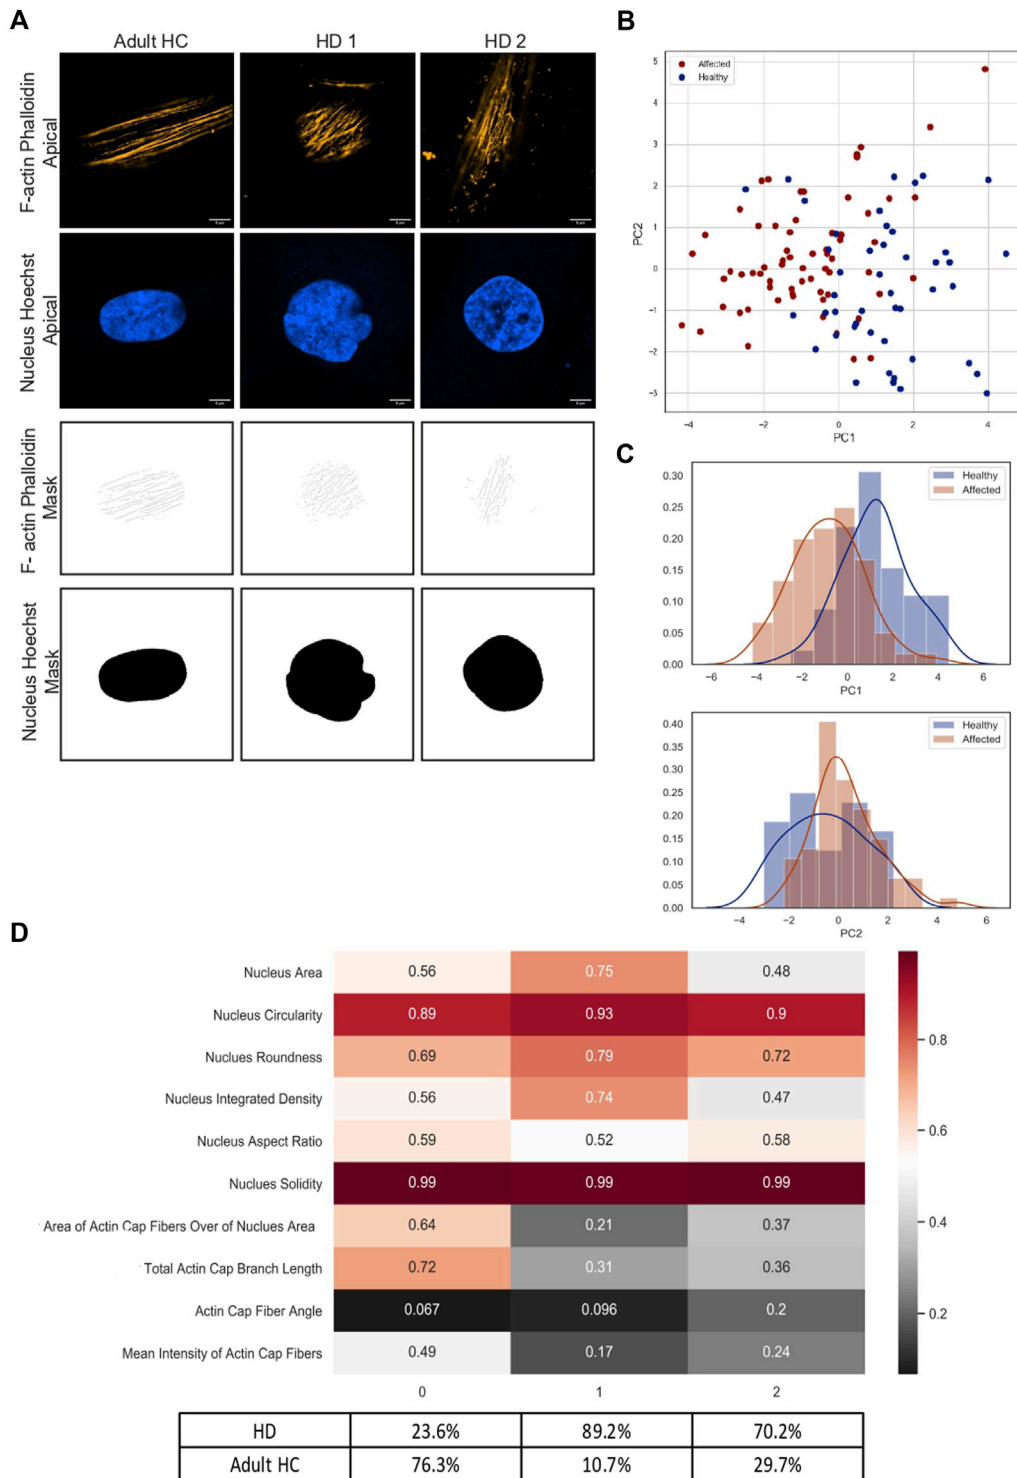 A
Adult HC
HD 1
HD 2
F-actin Phalloidin
Apical
Nucleus Hoechst
Apical
F- actin Phalloidin
Mask
Nucleus Hoechst
Mask
B
Affected
Healthy
5
4
3
2
1
0
−1
−2
−3
PC2
−4
−2
0
2
4
PC1
C
0.30
0.25
0.20
0.15
0.10
0.05
0.00
Healthy
Affected
−6
−4
−2
0
2
4
6
PC1
0.40
0.35
0.30
0.25
0.20
0.15
0.10
0.05
0.00
Healthy
Affected
−4
−2
0
2
4
6
PC2
D
Nucleus Area 0.56 0.75 0.48
Nucleus Circularity 0.89 0.93 0.9
Nuclues Roundness 0.69 0.79 0.72
Nucleus Integrated Density 0.56 0.74 0.47
Nucleus Aspect Ratio 0.59 0.52 0.58
Nuclues Solidity 0.99 0.99 0.99
Area of Actin Cap Fibers Over of Nuclues Area 0.64 0.21 0.37
Total Actin Cap Branch Length 0.72 0.31 0.36
Actin Cap Fiber Angle 0.067 0.096 0.2
Mean Intensity of Actin Cap Fibers 0.49 0.17 0.24
0 1 2
0.8
0.6
0.4
0.2
HD 23.6% 89.2% 70.2%
Adult HC 76.3% 10.7% 29.7%